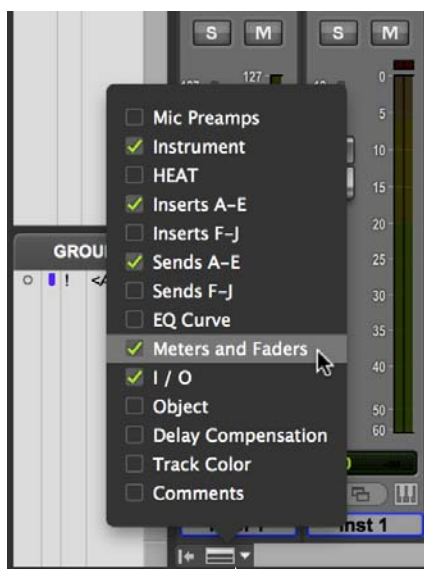 S M S M
127 0
5
Mic Preamps
Instrument 10
HEAT
Inserts A-E 15
Inserts F-J 20
GROU Sends A-E 25
! <A Sends F-J 30
EQ Curve
Meters and Faders 35
I / O 40
Object 50
Delay Compensation 60
Track Color
Comments
Inst 1